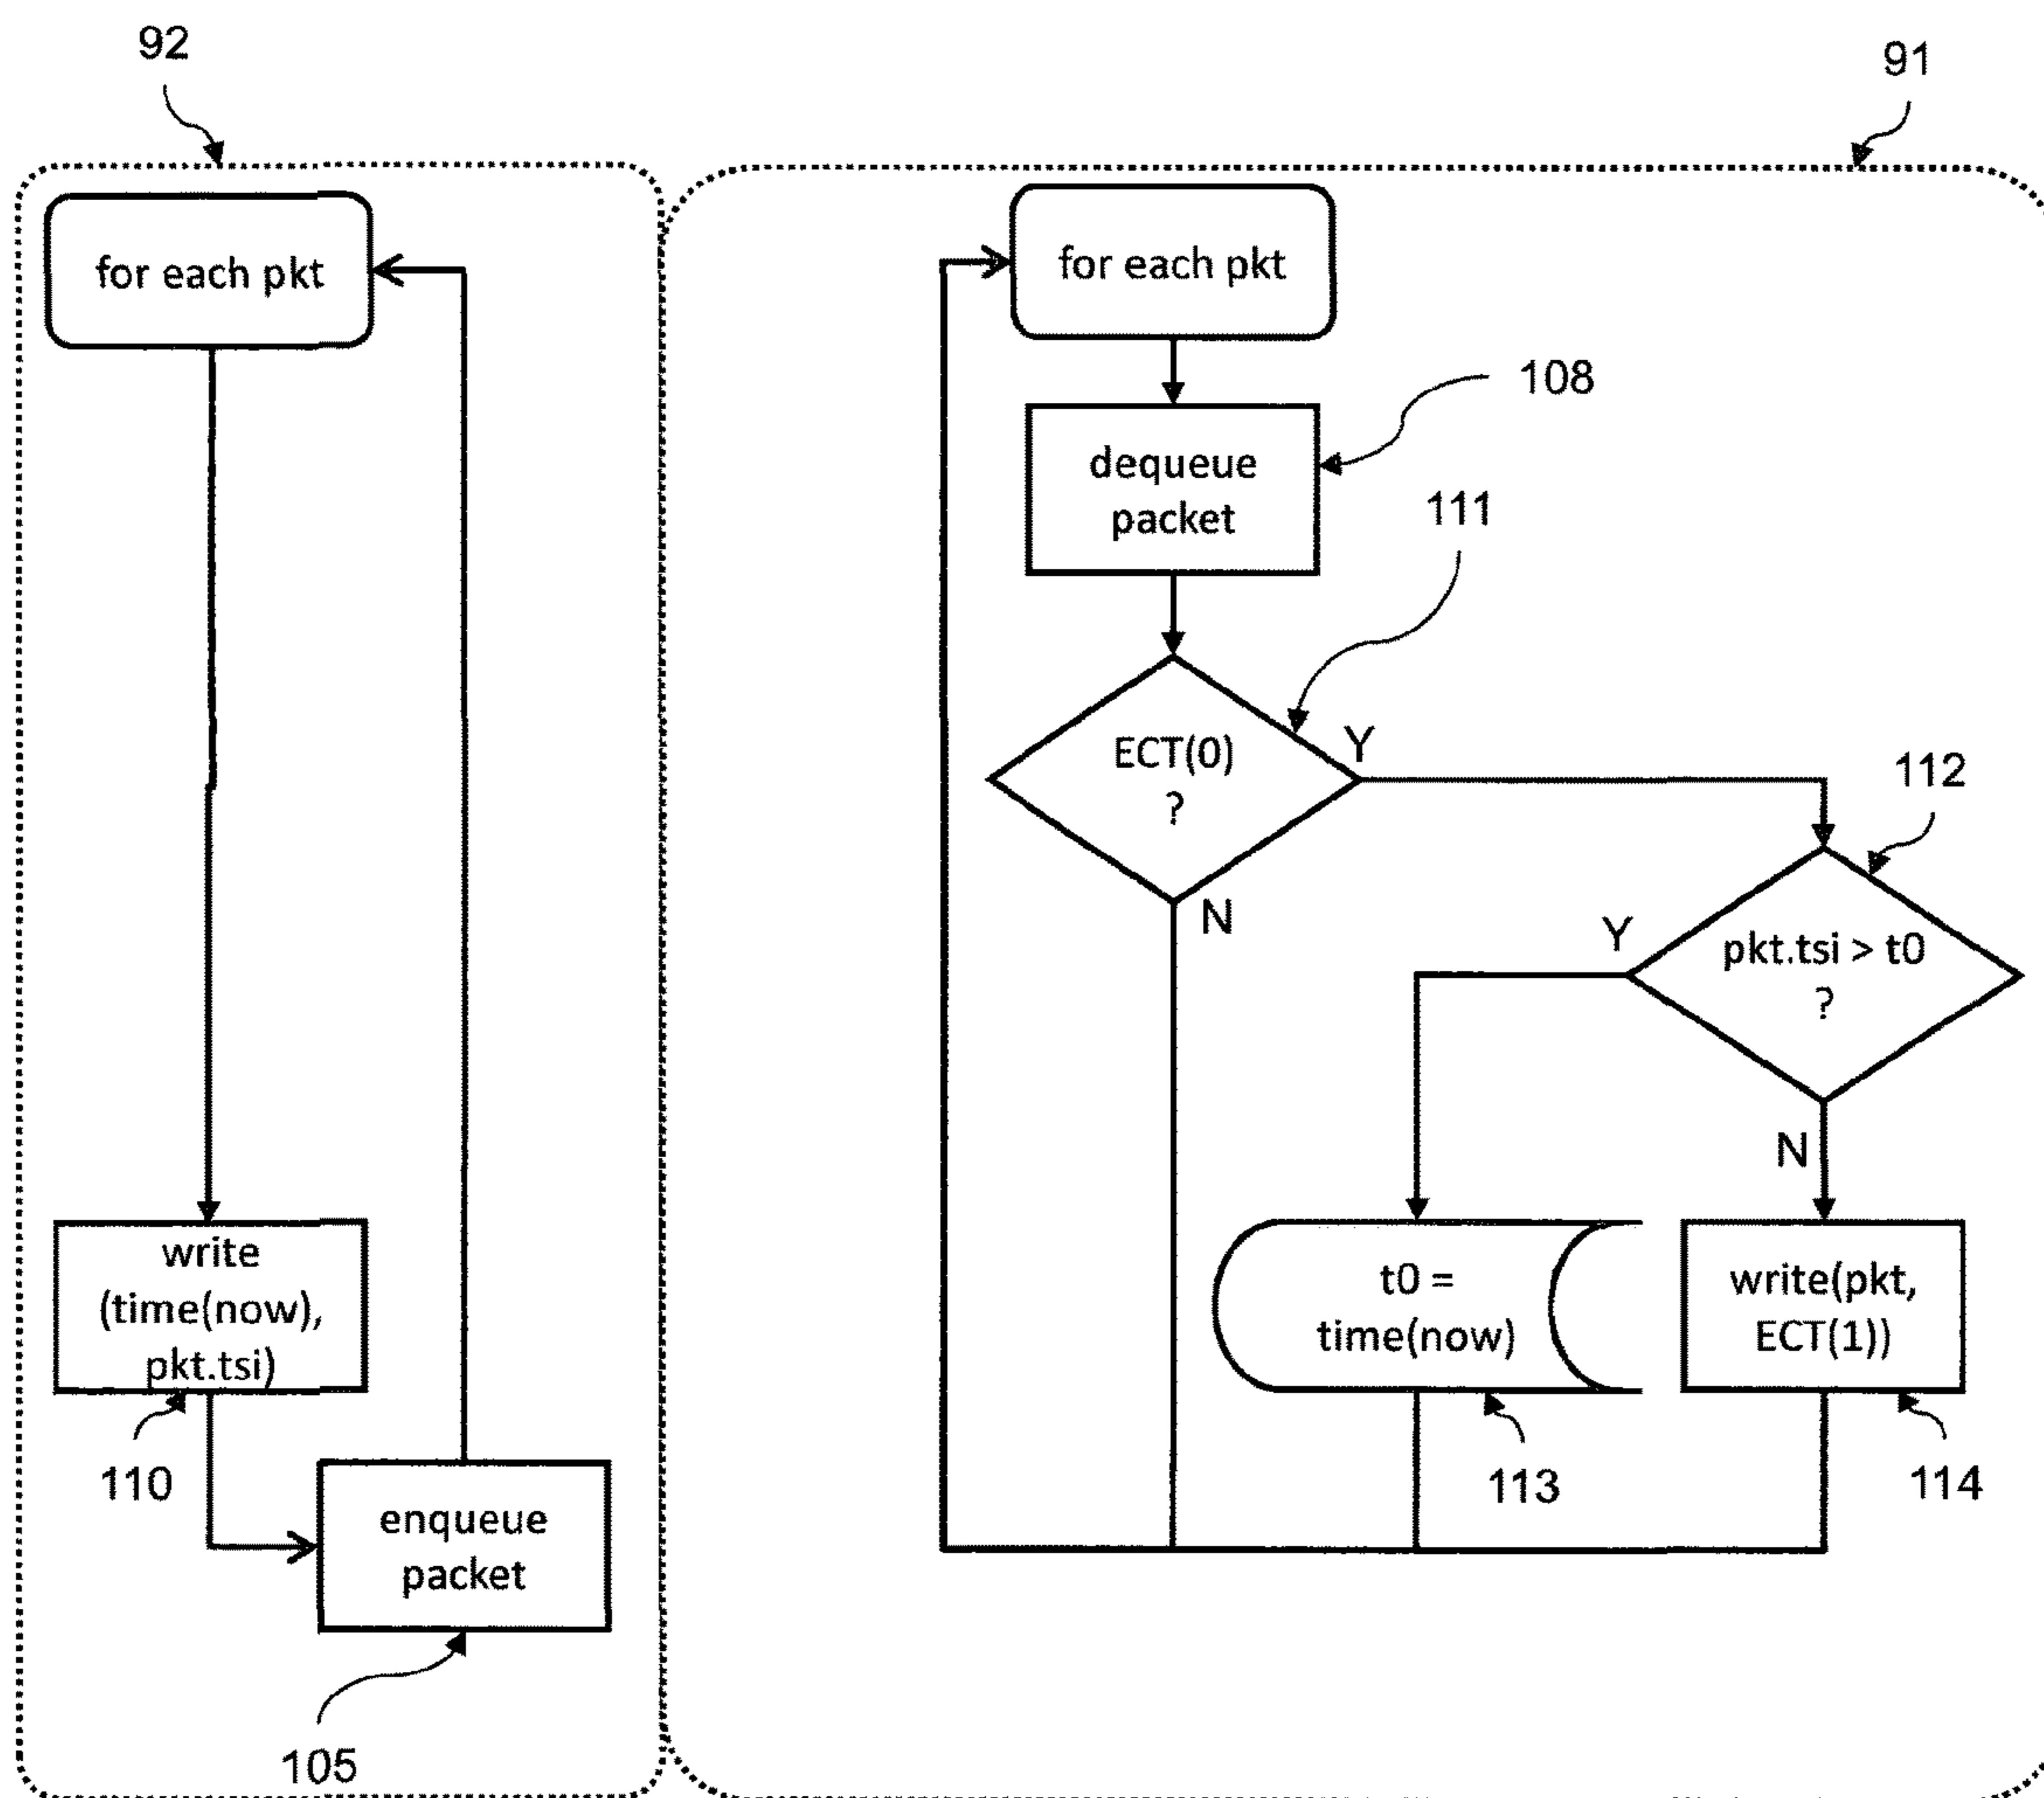 92
91
for each pkt
for each pkt
108
dequeue
packet
111
ECT(0)
?
Y
N
112
pkt.tsi > t0
?
Y
N
write
(time(now),
pkt.tsi)
110
t0 =
time(now)
113
write(pkt,
ECT(1))
114
enqueue
packet
105